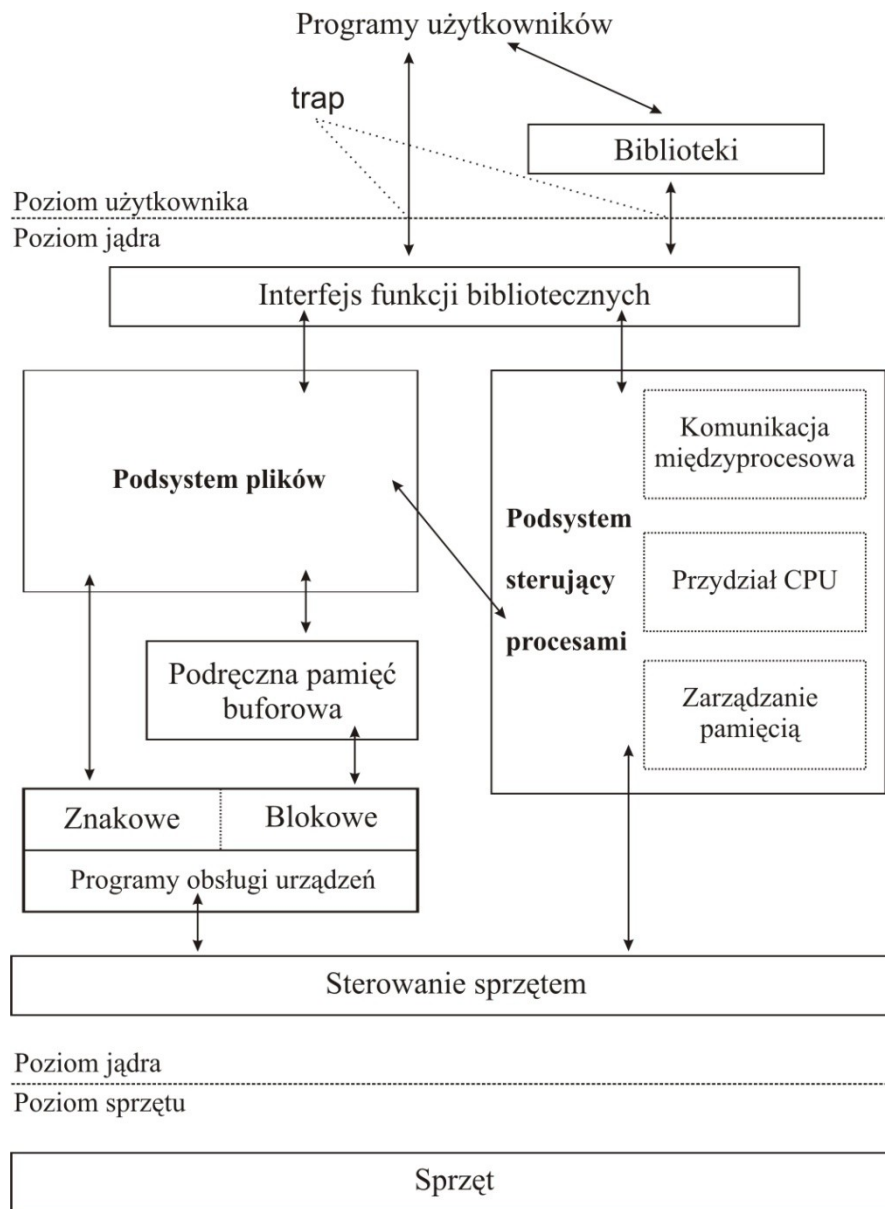 Programy użytkowników
trap
Biblioteki
Poziom użytkownika
Poziom jądra
Interfejs funkcji bibliotecznych
Podsystem plików
Podsystem
sterujący
procesami
Komunikacja
międzyprocesowa
Przydział CPU
Zarządzanie
pamięcią
Podręczna pamięć
buforowa
Znakowe
Blokowe
Programy obsługi urządzeń
Sterowanie sprzętem
Poziom jądra
Poziom sprzętu
Sprzęt